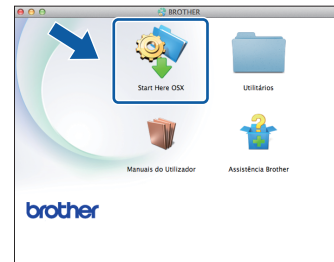 BROTHER
Start Here OSX
Utilitários
Manuais do Utilizador
Assistência Brother
brother